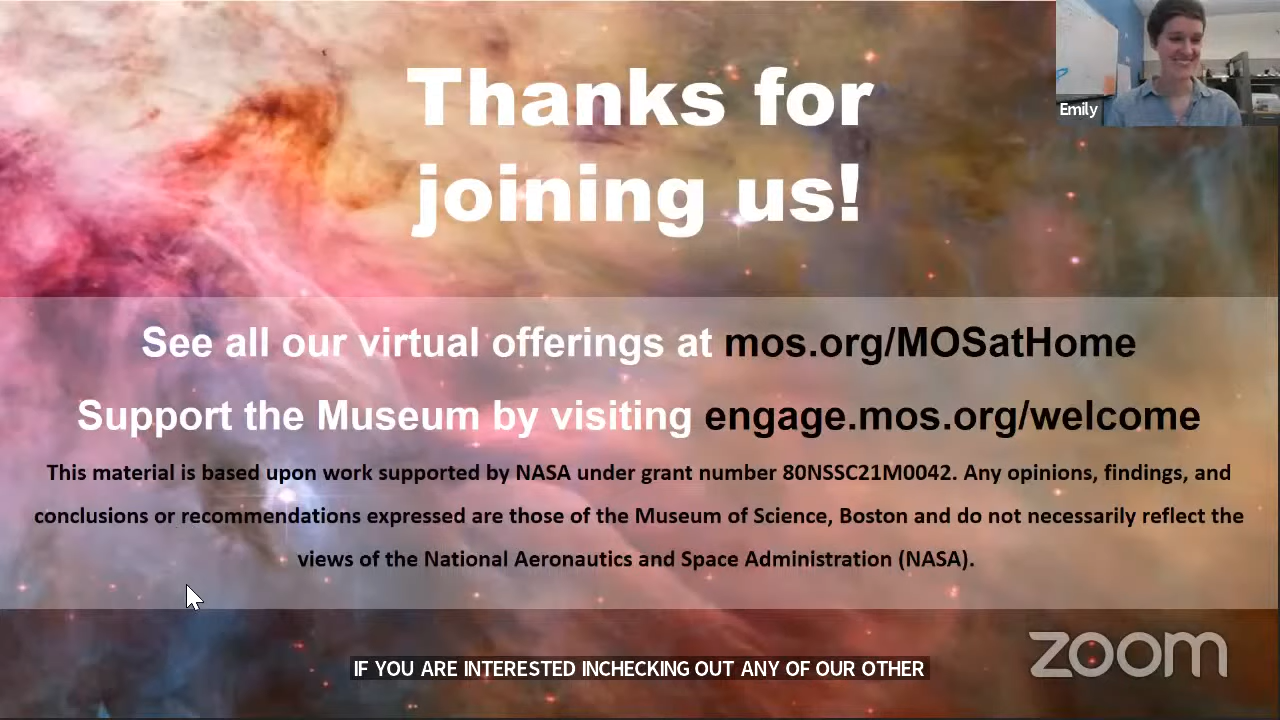 Thanks for
joining us!
Emily
See all our virtual offerings at mos.org/MOSatHome
Support the Museum by visiting engage.mos.org/welcome
This material is based upon work supported by NASA under grant number 80NSSC21M0042. Any opinions, findings, and
conclusions or recommendations expressed are those of the Museum of Science, Boston and do not necessarily reflect the
views of the National Aeronautics and Space Administration (NASA).
zoom
IF YOU ARE INTERESTED INCHECKING OUT ANY OF OUR OTHER